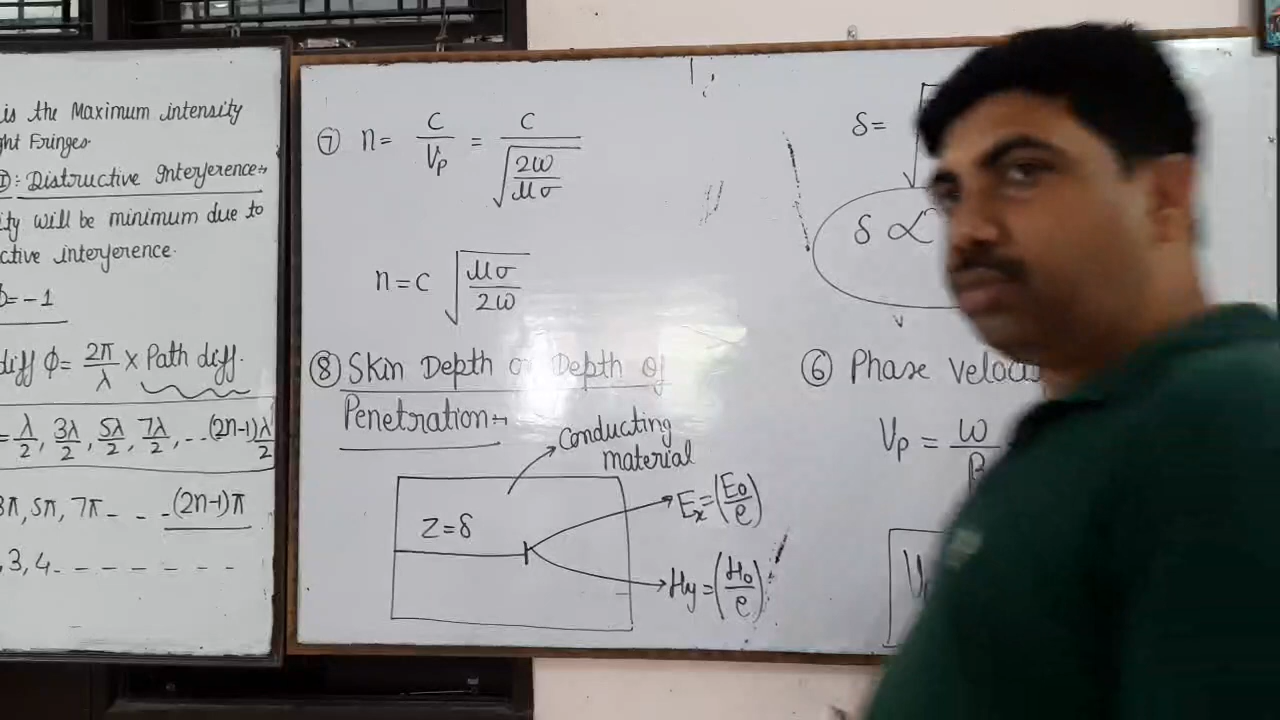 is the Maximum intensity
ght Fringes.
Distructive Interference:-
ity will be minimum due to
ctive interference.
= -1
diff ϕ = 2π/λ × Path diff.
= λ/2, 3λ/2, 5λ/2, 7λ/2, - - (2n-1)λ/2
3π, 5π, 7π - - - (2n-1)π
, 3, 4. - - - - - - -
⑦ n = C/Vp = C/√(2ω/μσ)
n = C √(μσ/2ω)
⑧ Skin Depth or Depth Of
Penetration:-
Conducting
material
Z = δ
Ex = (E0/e)
Hy = (H0/e)
δ =
δ ∝
⑥ Phase Veloci
Vp = ω/β